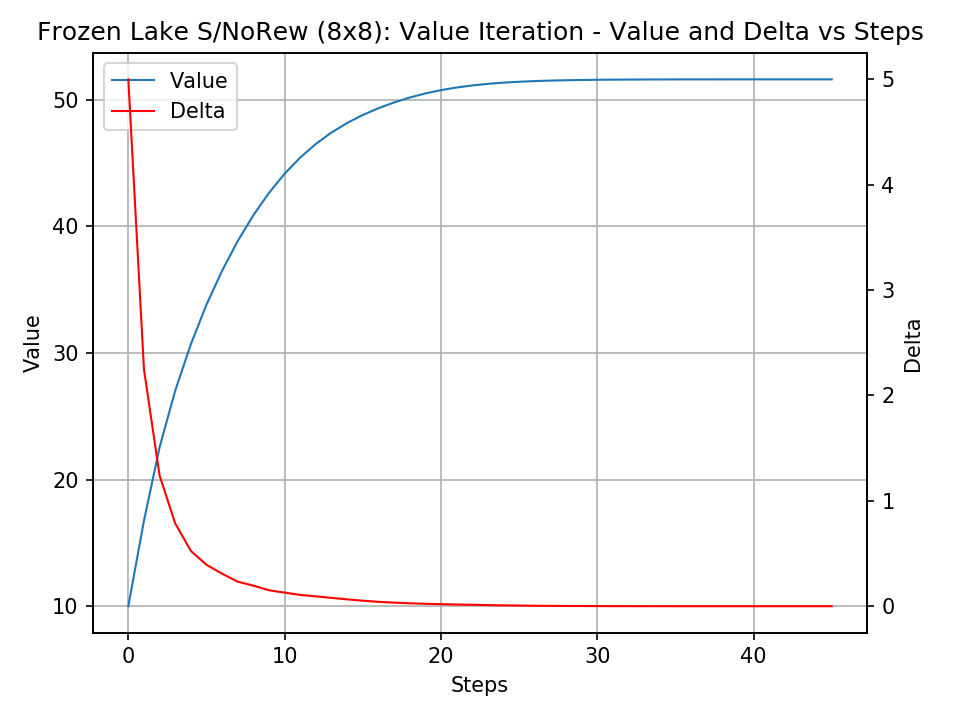 Frozen Lake S/NoRew (8x8): Value Iteration - Value and Delta vs Steps
Value
Delta
50
40
30
20
10
Value
5
4
3
2
1
0
Delta
0 10 20 30 40
Steps